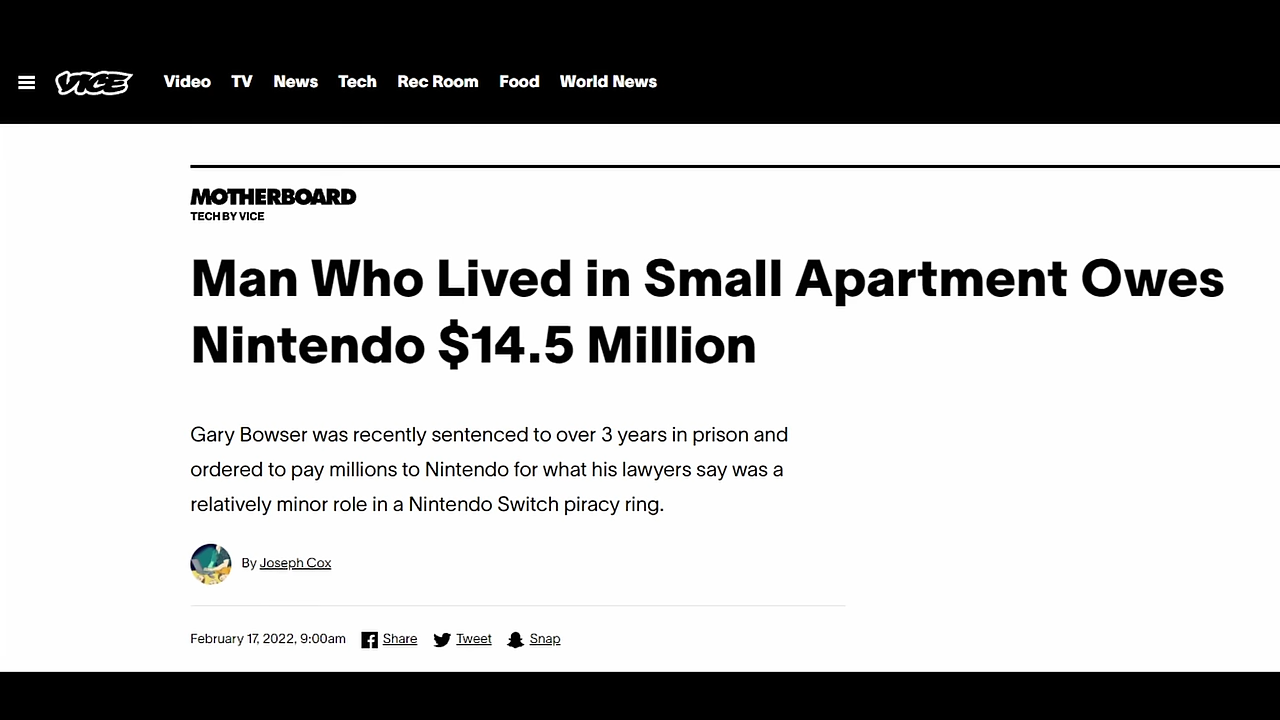 VICE Video TV News Tech Rec Room Food World News
MOTHERBOARD
TECH BY VICE
Man Who Lived in Small Apartment Owes
Nintendo $14.5 Million
Gary Bowser was recently sentenced to over 3 years in prison and
ordered to pay millions to Nintendo for what his lawyers say was a
relatively minor role in a Nintendo Switch piracy ring.
By Joseph Cox
February 17, 2022, 9:00am Share Tweet Snap